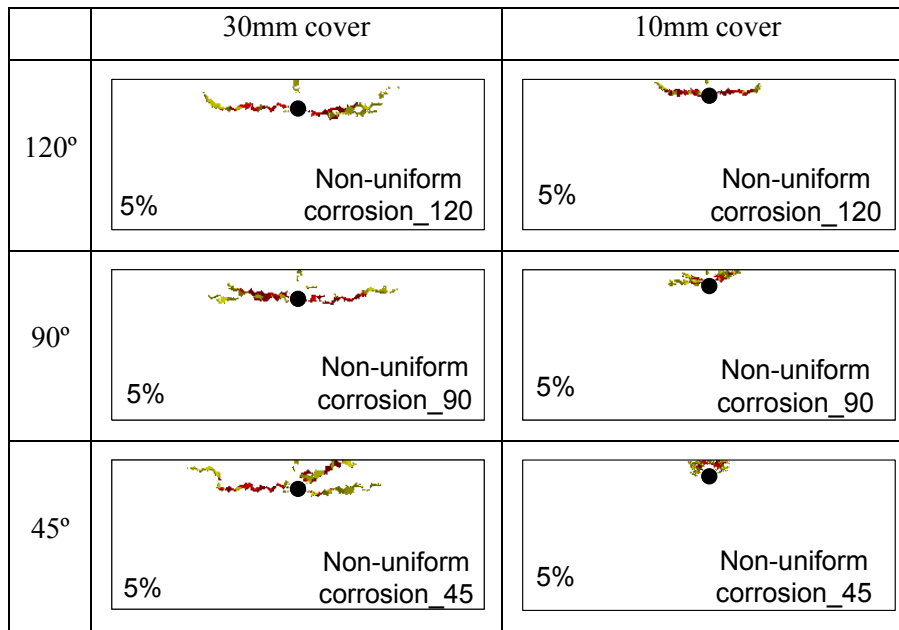 30mm cover
10mm cover
120º
5%
Non-uniform
corrosion_120
5%
Non-uniform
corrosion_120
90º
5%
Non-uniform
corrosion_90
5%
Non-uniform
corrosion_90
45º
5%
Non-uniform
corrosion_45
5%
Non-uniform
corrosion_45